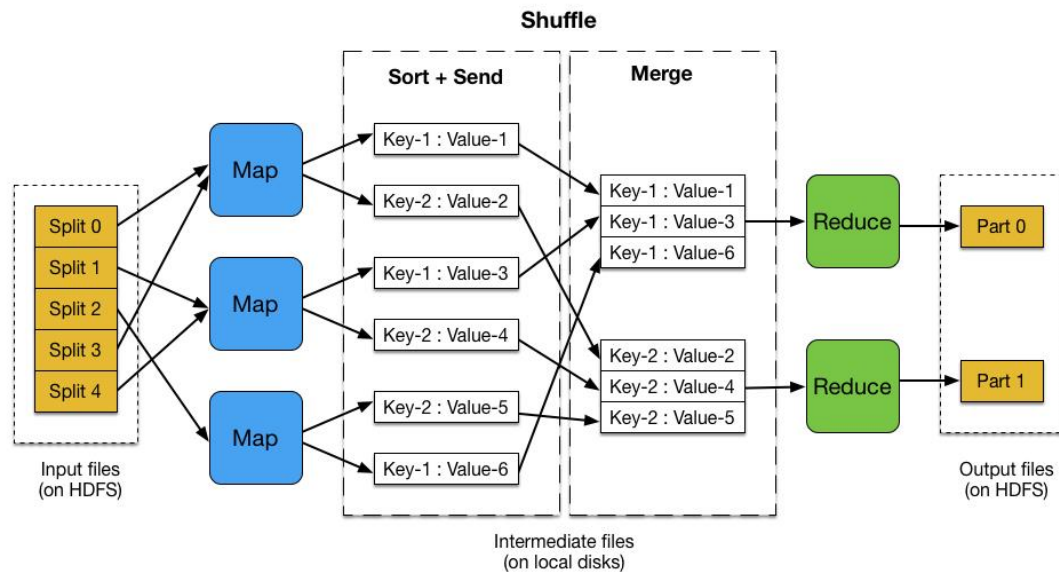 Shuffle
Sort + Send
Merge
Split 0
Split 1
Split 2
Split 3
Split 4
Input files
(on HDFS)
Map
Map
Map
Key-1 : Value-1
Key-2 : Value-2
Key-1 : Value-3
Key-2 : Value-4
Key-2 : Value-5
Key-1 : Value-6
Key-1 : Value-1
Key-1 : Value-3
Key-1 : Value-6
Key-2 : Value-2
Key-2 : Value-4
Key-2 : Value-5
Intermediate files
(on local disks)
Reduce
Reduce
Part 0
Part 1
Output files
(on HDFS)